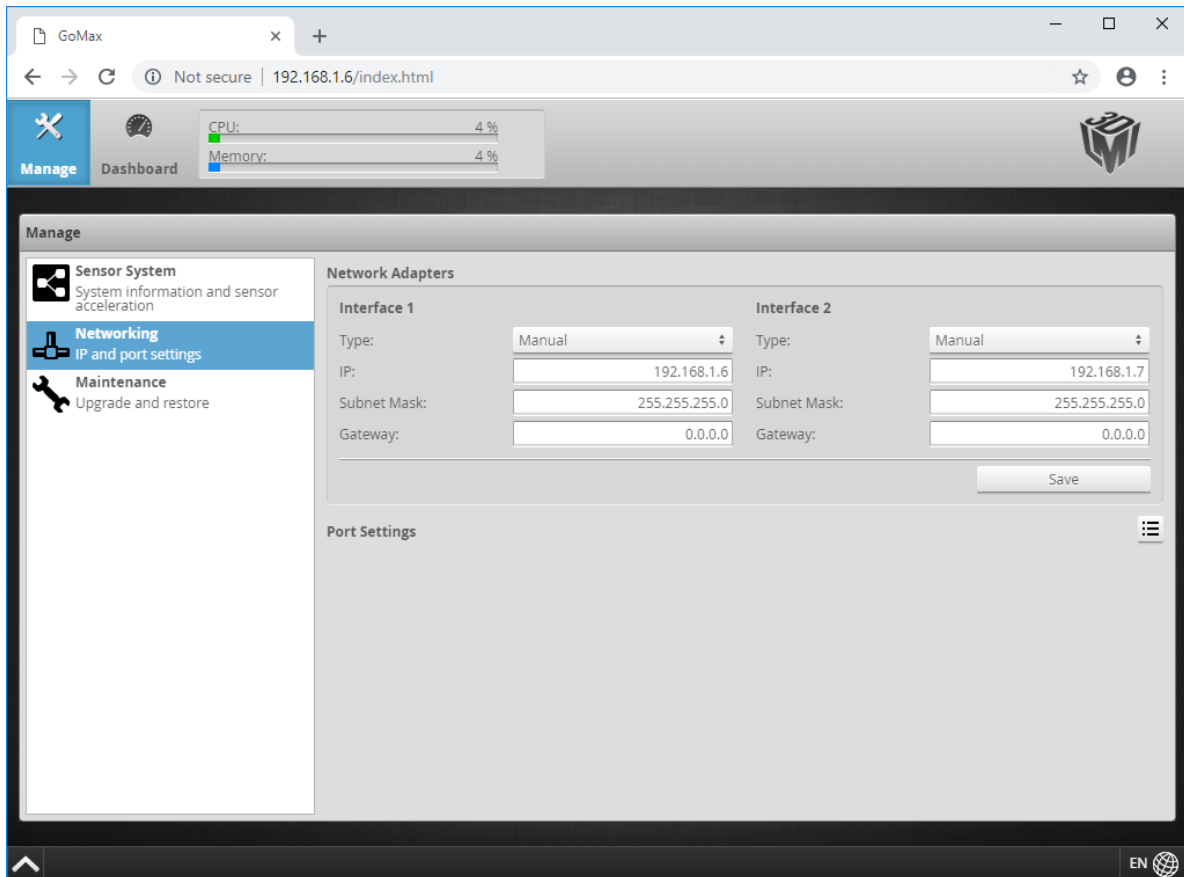 GoMax
Not secure | 192.168.1.6/index.html
Manage
Dashboard
CPU: 4 %
Memory: 4 %
Manage
Sensor System
System information and sensor
acceleration
Networking
IP and port settings
Maintenance
Upgrade and restore
Network Adapters
Interface 1
Type: Manual
IP: 192.168.1.6
Subnet Mask: 255.255.255.0
Gateway: 0.0.0.0
Interface 2
Type: Manual
IP: 192.168.1.7
Subnet Mask: 255.255.255.0
Gateway: 0.0.0.0
Save
Port Settings
EN